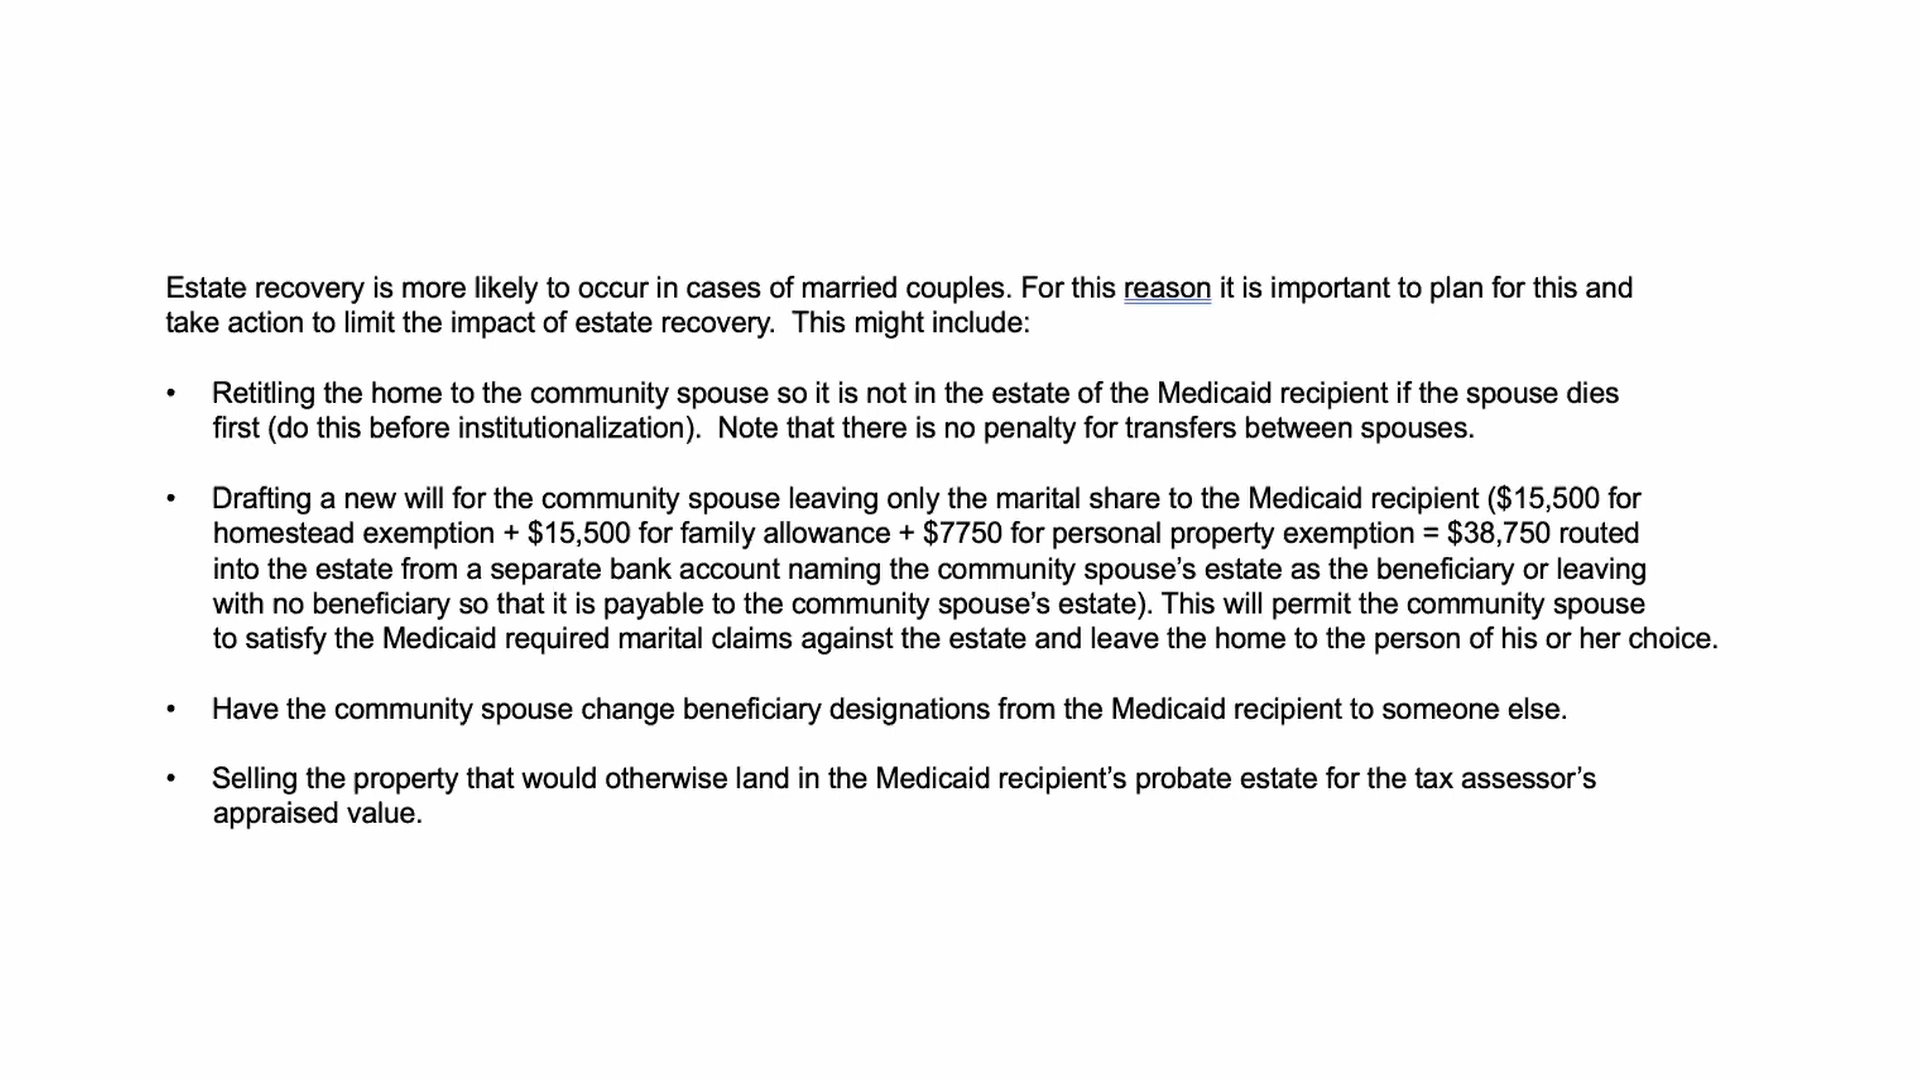 Estate recovery is more likely to occur in cases of married couples. For this reason it is important to plan for this and
take action to limit the impact of estate recovery.  This might include:
• Retitling the home to the community spouse so it is not in the estate of the Medicaid recipient if the spouse dies
first (do this before institutionalization).  Note that there is no penalty for transfers between spouses.
• Drafting a new will for the community spouse leaving only the marital share to the Medicaid recipient ($15,500 for
homestead exemption + $15,500 for family allowance + $7750 for personal property exemption = $38,750 routed
into the estate from a separate bank account naming the community spouse’s estate as the beneficiary or leaving
with no beneficiary so that it is payable to the community spouse’s estate). This will permit the community spouse
to satisfy the Medicaid required marital claims against the estate and leave the home to the person of his or her choice.
• Have the community spouse change beneficiary designations from the Medicaid recipient to someone else.
• Selling the property that would otherwise land in the Medicaid recipient’s probate estate for the tax assessor’s
appraised value.